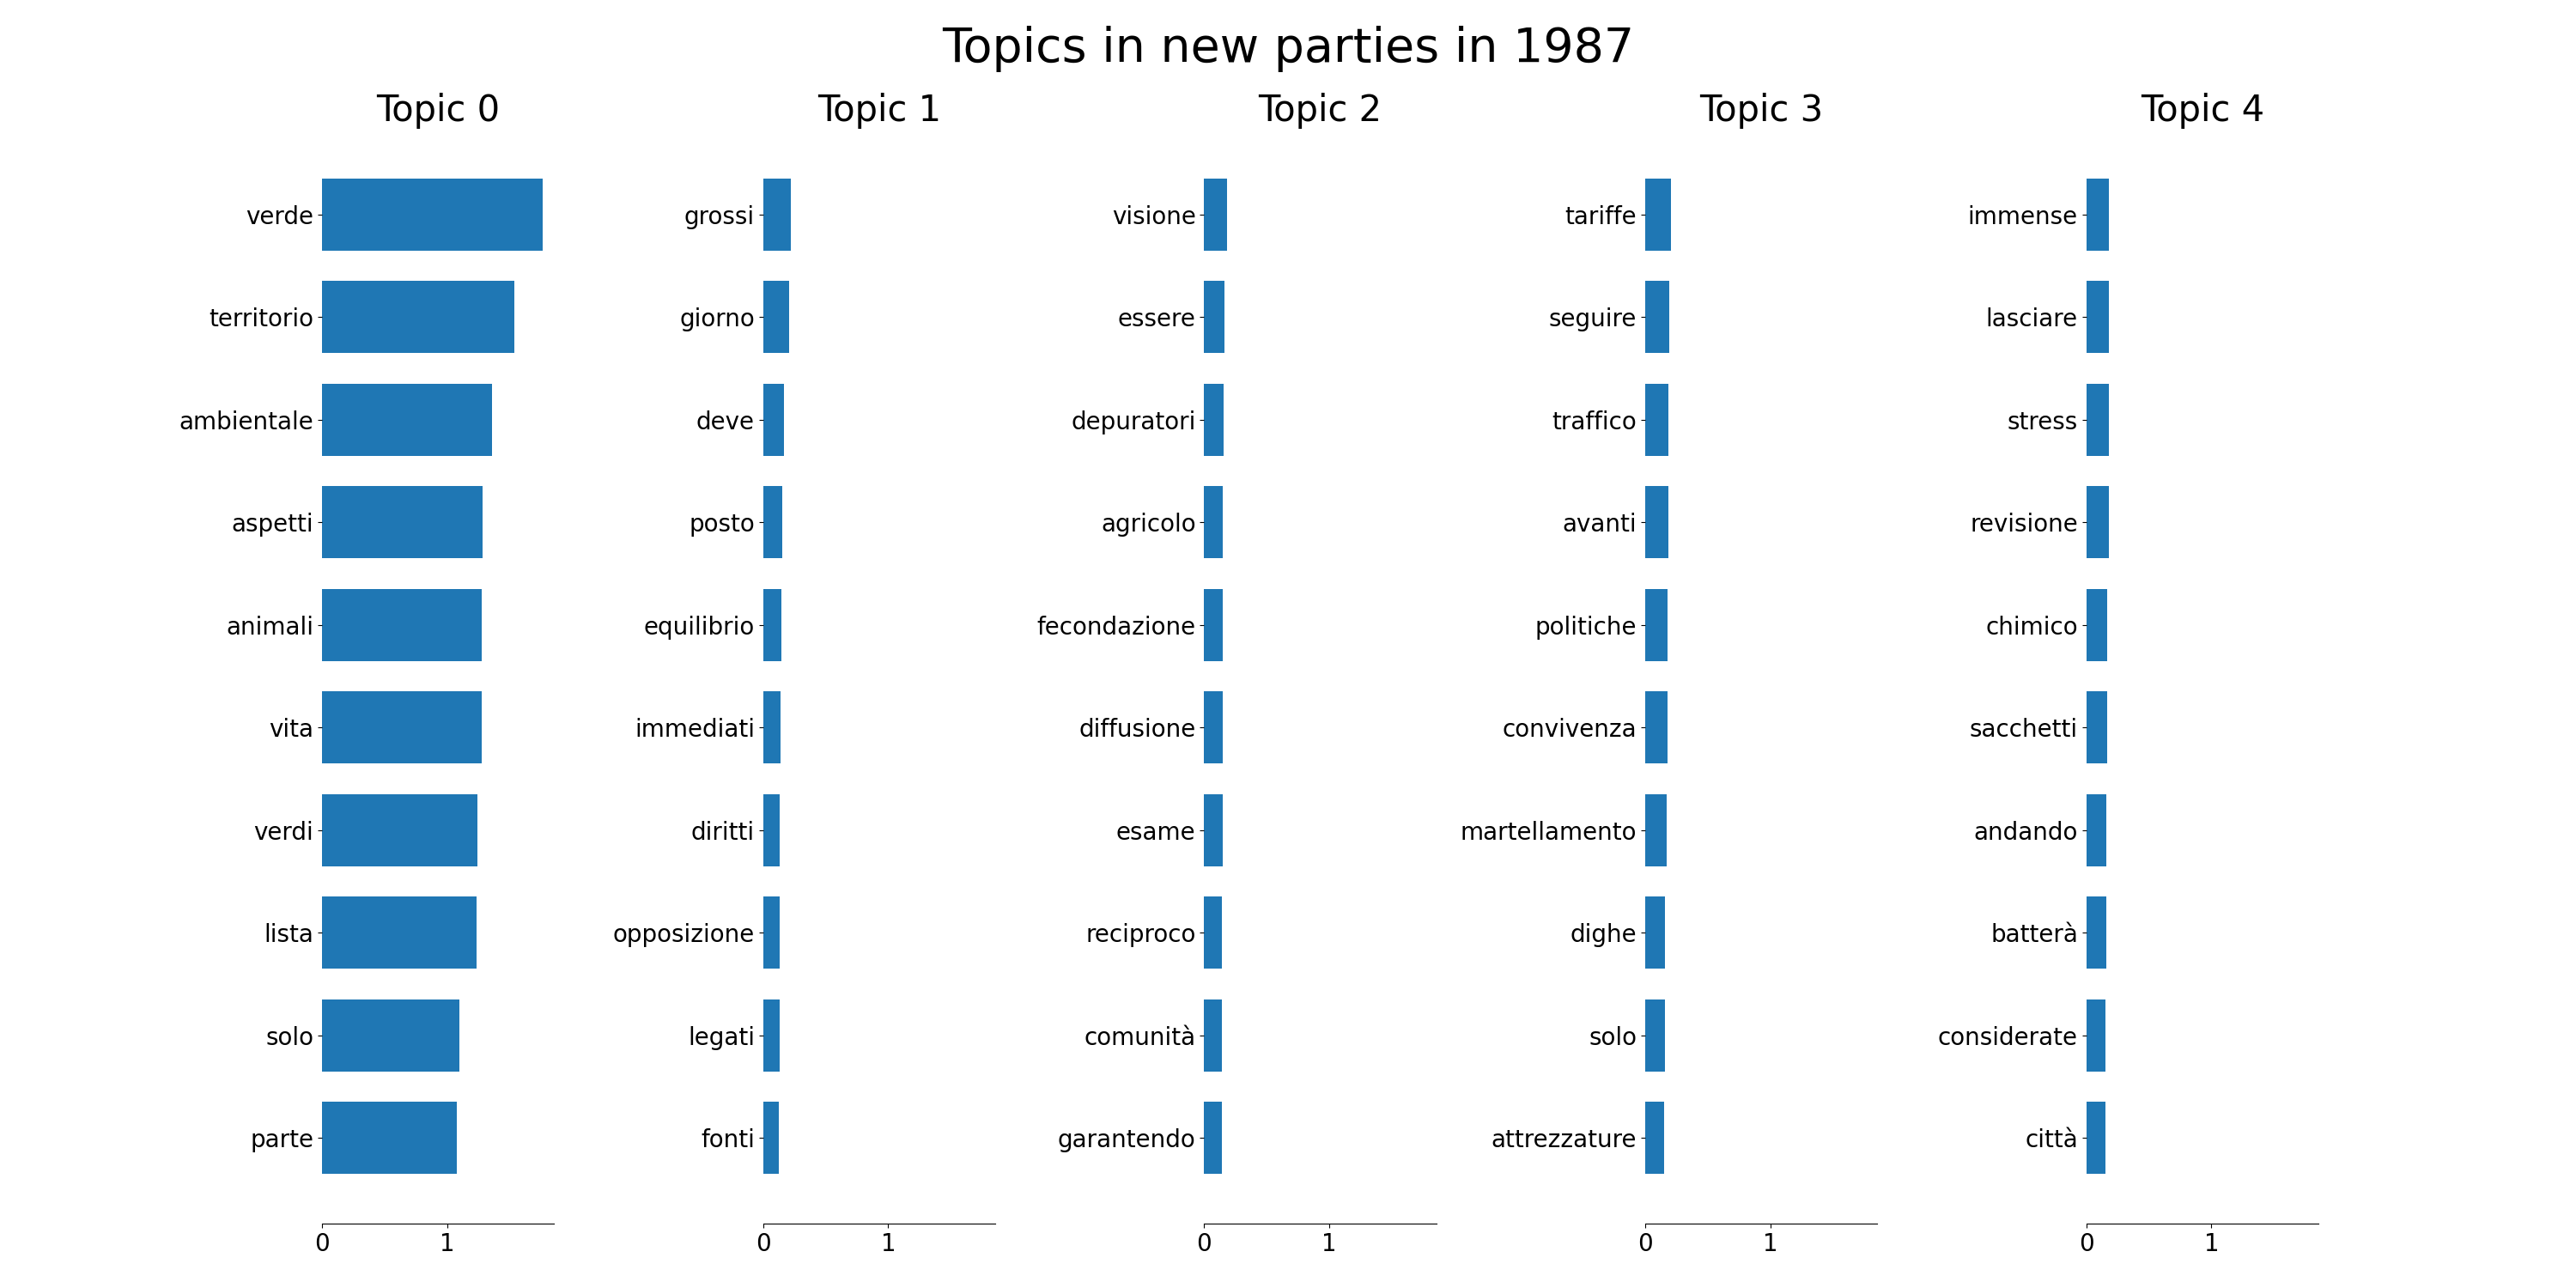 Topics in new parties in 1987
Topic 0
verde
territorio
ambientale
aspetti
animali
vita
verdi
lista
solo
parte
0 1
Topic 1
grossi
giorno
deve
posto
equilibrio
immediati
diritti
opposizione
legati
fonti
0 1
Topic 2
visione
essere
depuratori
agricolo
fecondazione
diffusione
esame
reciproco
comunità
garantendo
0 1
Topic 3
tariffe
seguire
traffico
avanti
politiche
convivenza
martellamento
dighe
solo
attrezzature
0 1
Topic 4
immense
lasciare
stress
revisione
chimico
sacchetti
andando
batterà
considerate
città
0 1